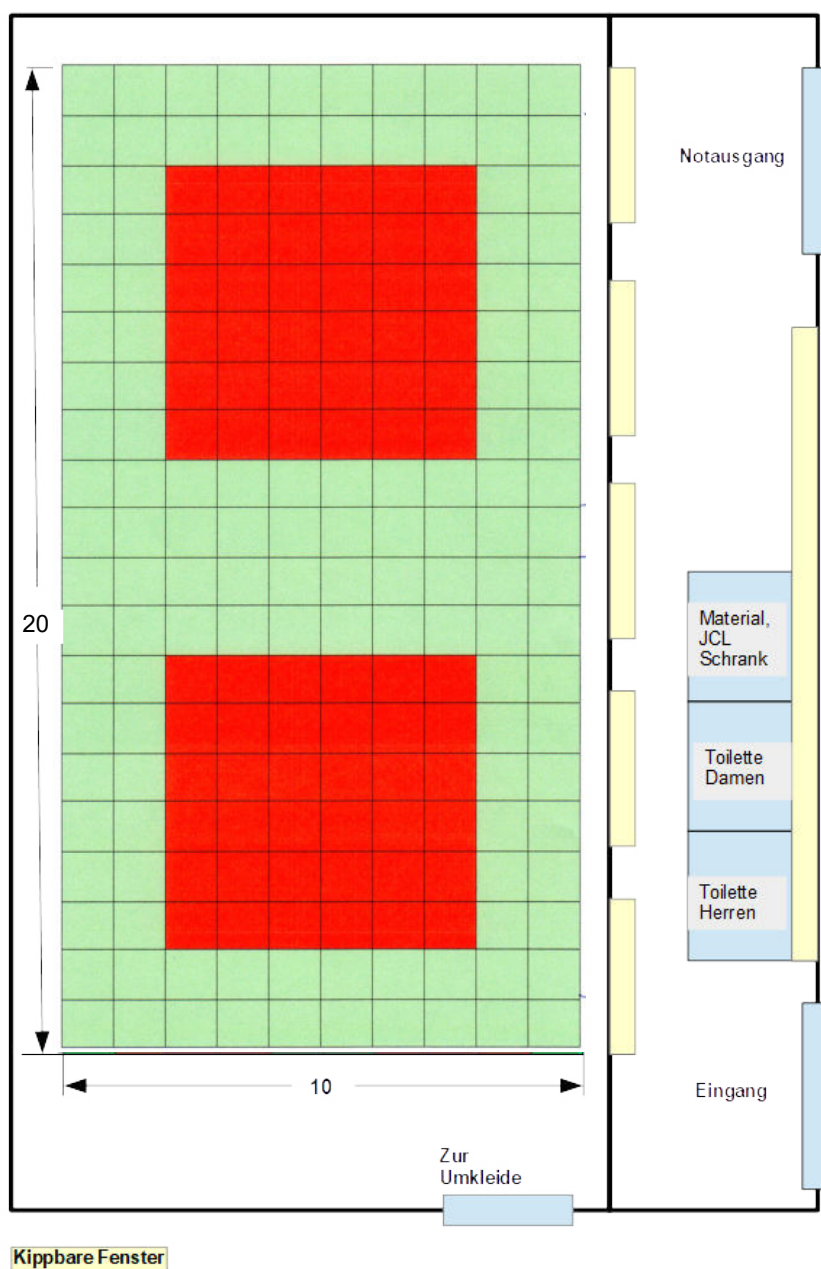 Notausgang
20
Material,
JCL
Schrank
Toilette
Damen
Toilette
Herren
10
Eingang
Zur
Umkleide
Kippbare Fenster